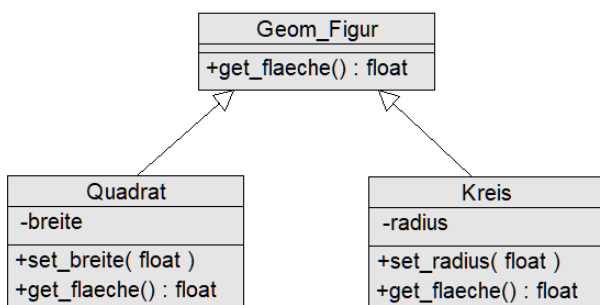 Geom_Figur
+get_flaeche() : float
Quadrat
-breite
+set_breite( float )
+get_flaeche() : float
Kreis
-radius
+set_radius( float )
+get_flaeche() : float